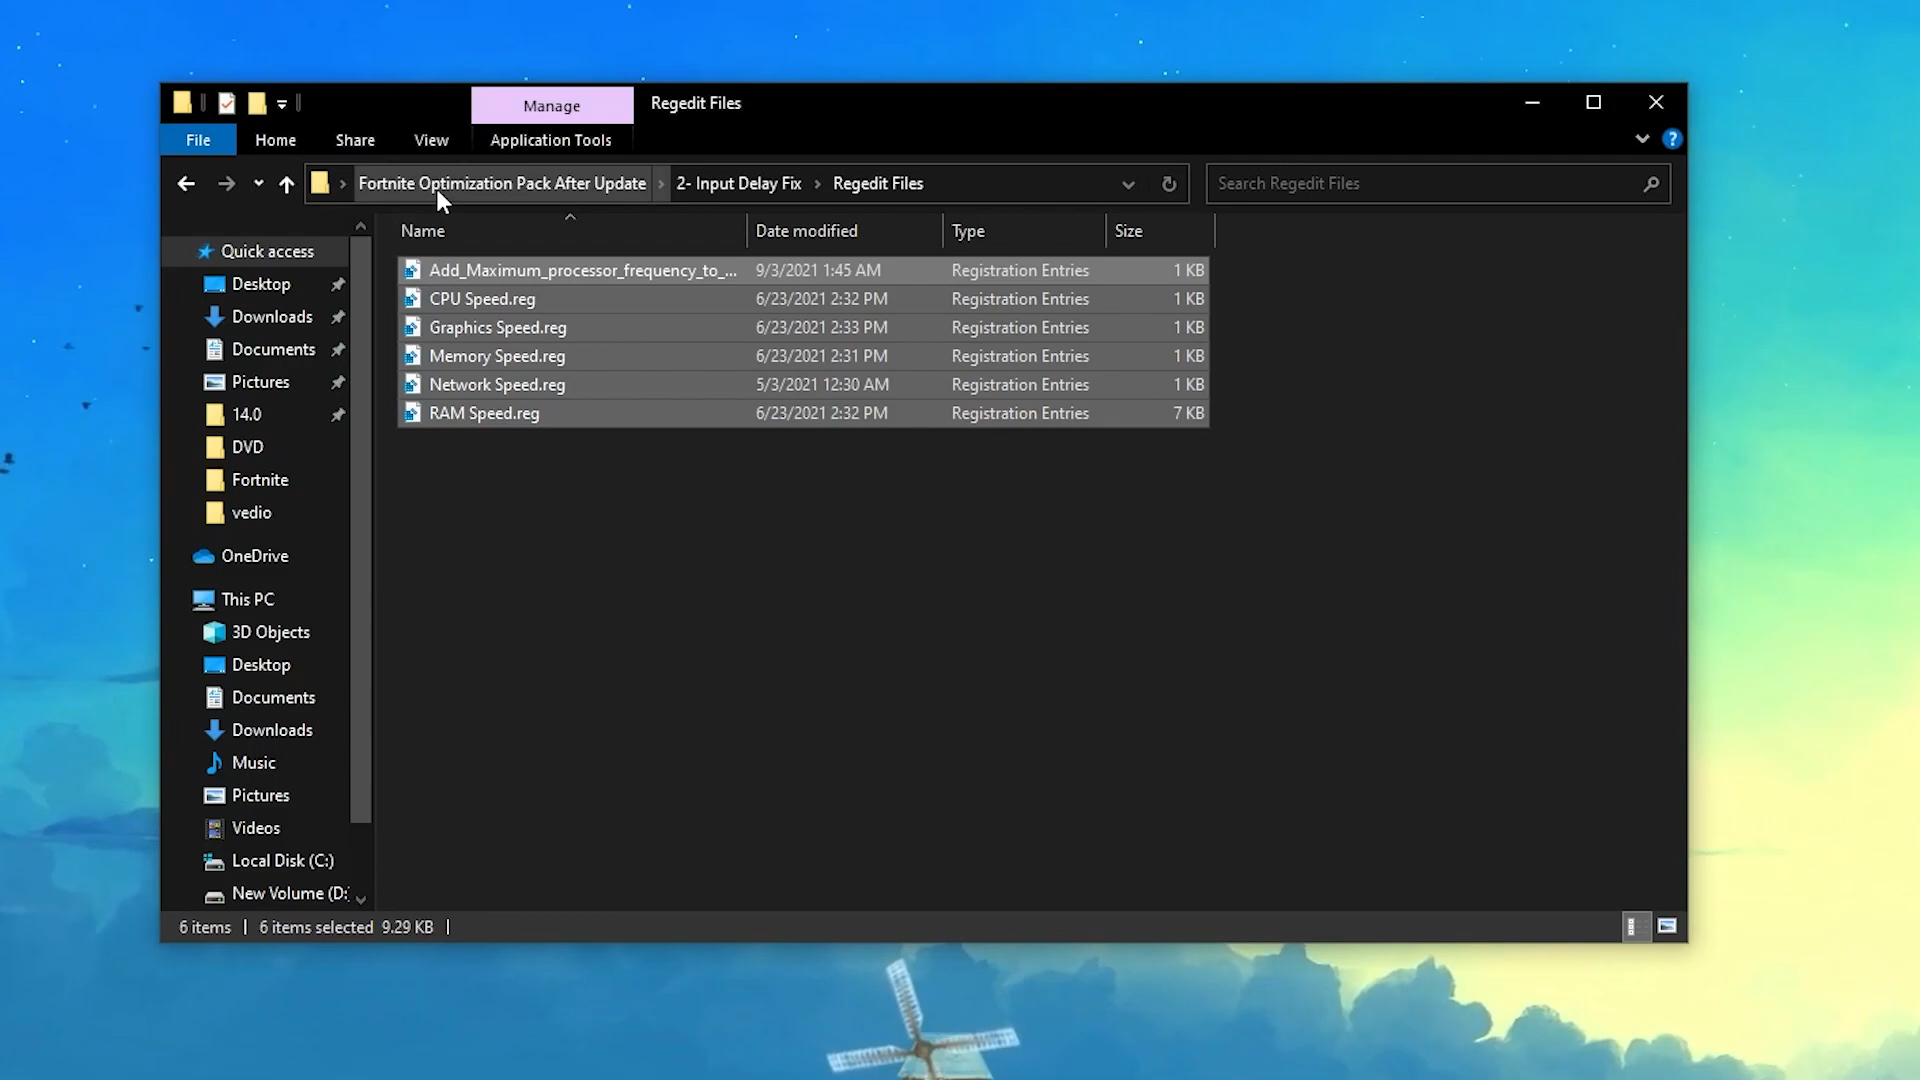 Manage
Regedit Files
File
Home
Share
View
Application Tools
Fortnite Optimization Pack After Update
2- Input Delay Fix
Regedit Files
Search Regedit Files
Name
Date modified
Type
Size
Quick access
Desktop
Downloads
Documents
Pictures
14.0
DVD
Fortnite
vedio
OneDrive
This PC
3D Objects
Desktop
Documents
Downloads
Music
Pictures
Videos
Local Disk (C:)
New Volume (D:
Add_Maximum_processor_frequency_to_... 9/3/2021 1:45 AM Registration Entries 1 KB
CPU Speed.reg 6/23/2021 2:32 PM Registration Entries 1 KB
Graphics Speed.reg 6/23/2021 2:33 PM Registration Entries 1 KB
Memory Speed.reg 6/23/2021 2:31 PM Registration Entries 1 KB
Network Speed.reg 5/3/2021 12:30 AM Registration Entries 1 KB
RAM Speed.reg 6/23/2021 2:32 PM Registration Entries 7 KB
6 items
6 items selected 9.29 KB